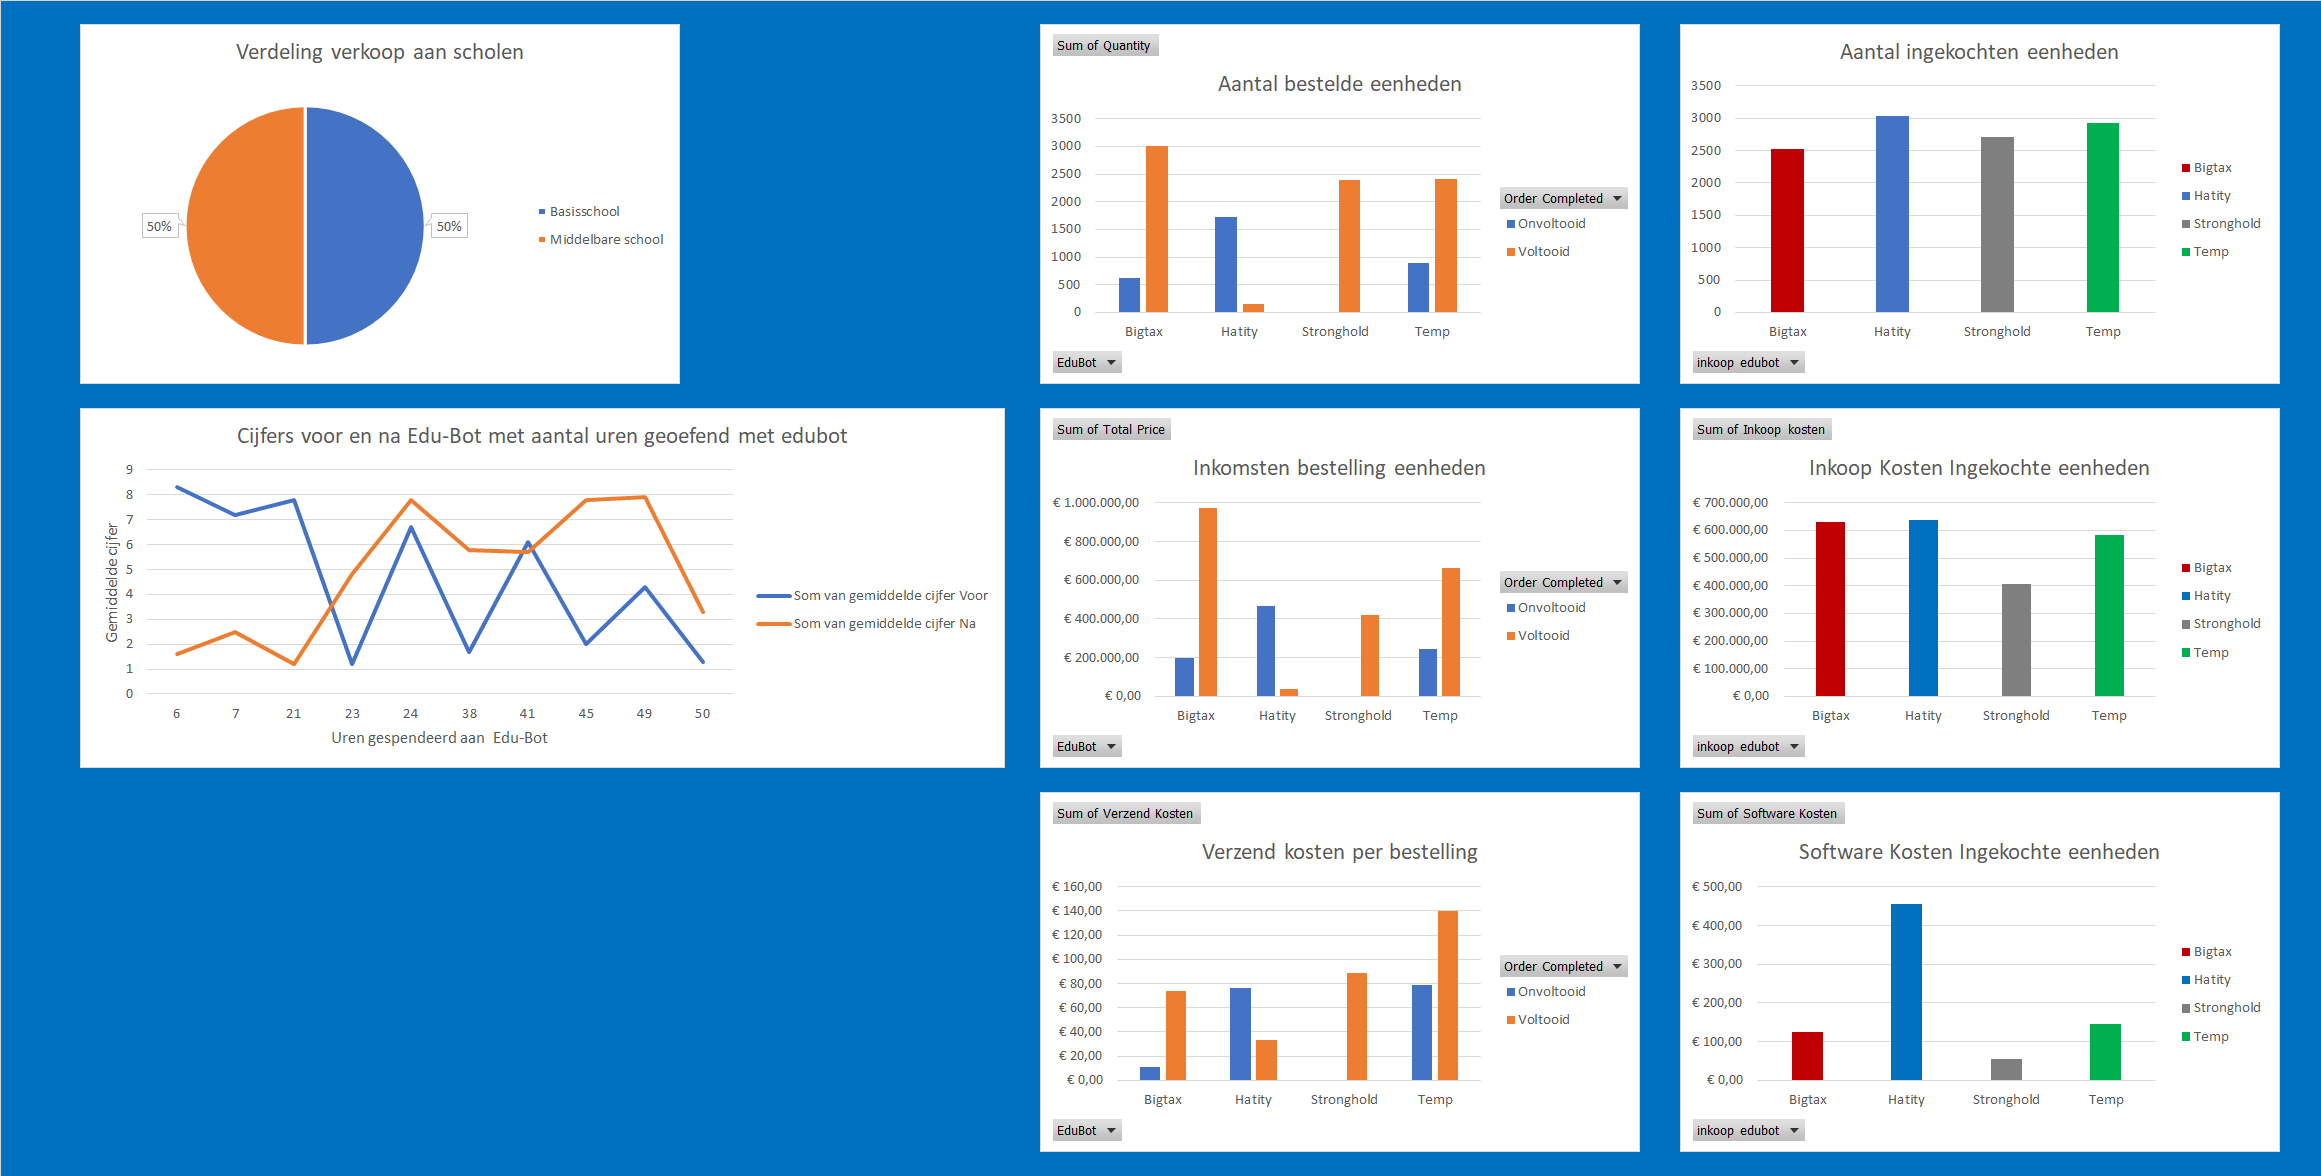 Verdeling verkoop aan scholen
50%
50%
Basisschool
Middelbare school
Sum of Quantity
Aantal bestelde eenheden
3500
3000
2500
2000
1500
1000
500
0
Bigtax Hatity Stronghold Temp
Order Completed
Onvoltooid
Voltooid
EduBot
Aantal ingekochten eenheden
3500
3000
2500
2000
1500
1000
500
0
Bigtax Hatity Stronghold Temp
Bigtax
Hatity
Stronghold
Temp
inkoop edubot
Cijfers voor en na Edu-Bot met aantal uren geoefend met edubot
Gemiddelde cijfer
9
8
7
6
5
4
3
2
1
0
6 7 21 23 24 38 41 45 49 50
Uren gespendeerd aan Edu-Bot
Som van gemiddelde cijfer Voor
Som van gemiddelde cijfer Na
Sum of Total Price
Inkomsten bestelling eenheden
€ 1.000.000,00
€ 800.000,00
€ 600.000,00
€ 400.000,00
€ 200.000,00
€ 0,00
Bigtax Hatity Stronghold Temp
Order Completed
Onvoltooid
Voltooid
EduBot
Sum of Inkoop kosten
Inkoop Kosten Ingekochte eenheden
€ 700.000,00
€ 600.000,00
€ 500.000,00
€ 400.000,00
€ 300.000,00
€ 200.000,00
€ 100.000,00
€ 0,00
Bigtax Hatity Stronghold Temp
Bigtax
Hatity
Stronghold
Temp
inkoop edubot
Sum of Verzend Kosten
Verzend kosten per bestelling
€ 160,00
€ 140,00
€ 120,00
€ 100,00
€ 80,00
€ 60,00
€ 40,00
€ 20,00
€ 0,00
Bigtax Hatity Stronghold Temp
Order Completed
Onvoltooid
Voltooid
EduBot
Sum of Software Kosten
Software Kosten Ingekochte eenheden
€ 500,00
€ 400,00
€ 300,00
€ 200,00
€ 100,00
€ 0,00
Bigtax Hatity Stronghold Temp
Bigtax
Hatity
Stronghold
Temp
inkoop edubot